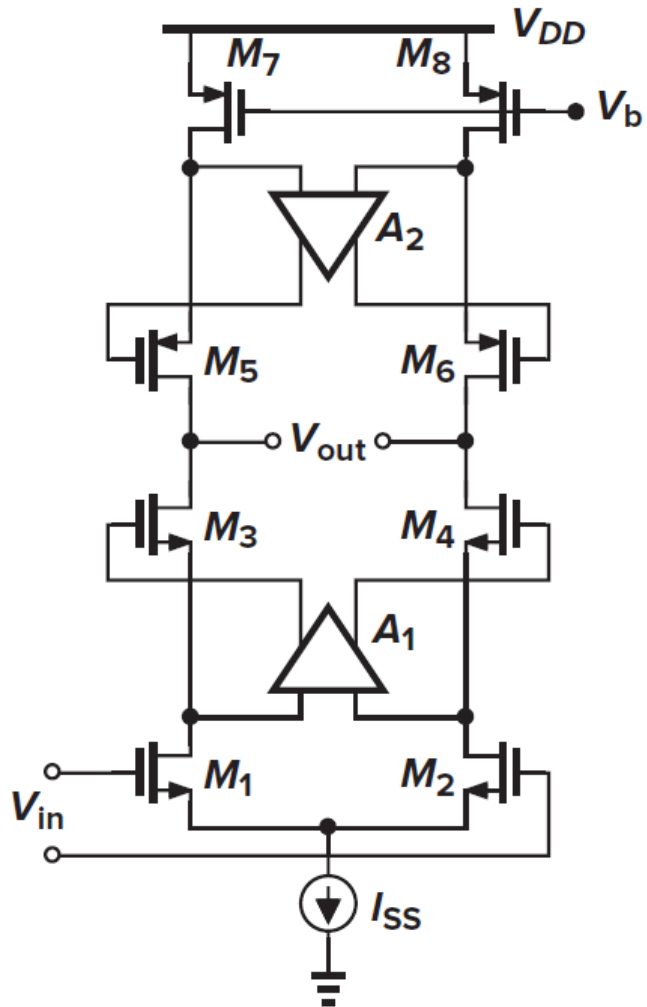 V_DD
M_7 M_8
V_b
A_2
M_5 M_6
V_out
M_3 M_4
A_1
M_1 M_2
V_in
I_SS